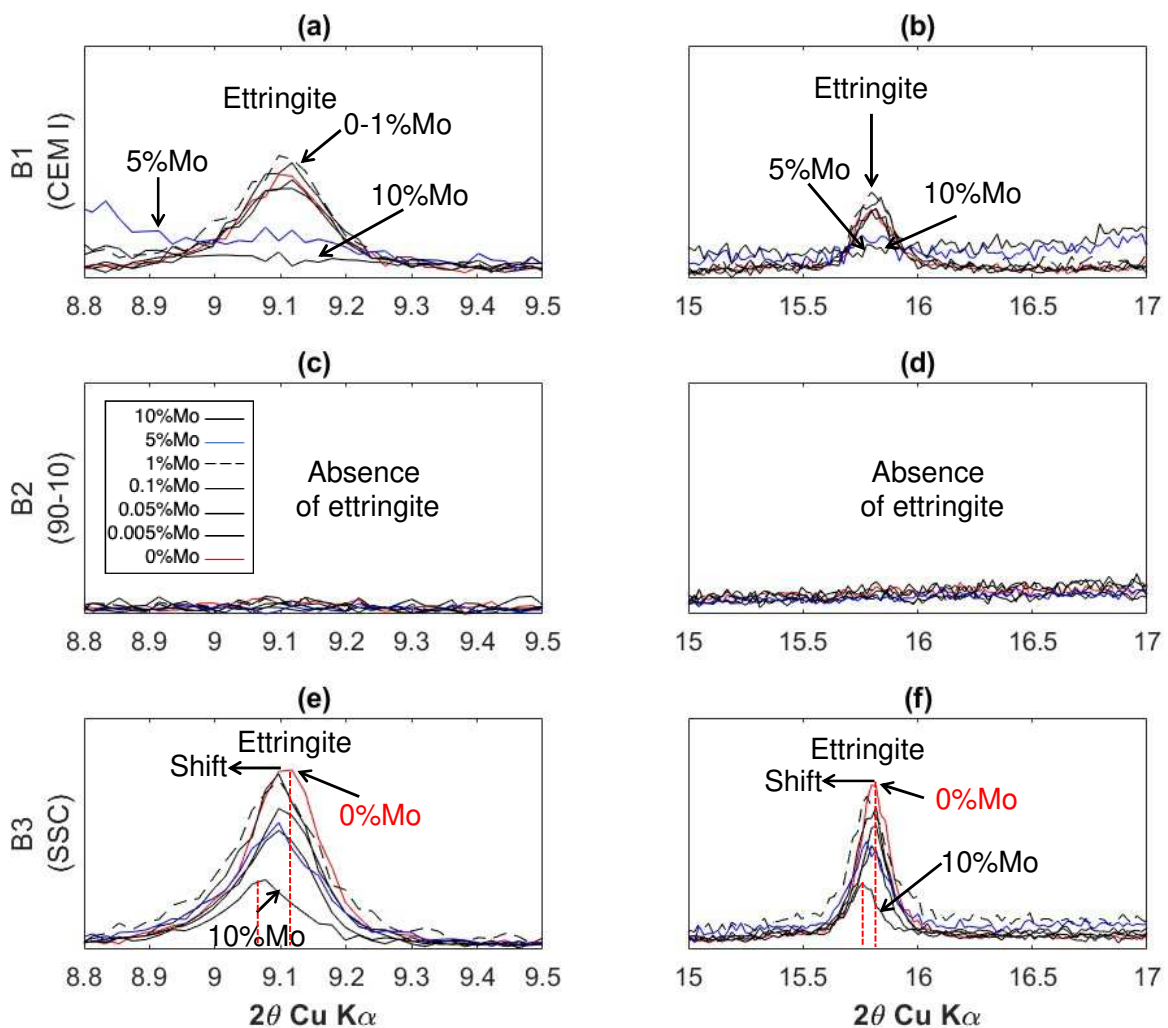 (a)
B1
(CEM I)
Ettringite
0-1%Mo
5%Mo
10%Mo
8.8 8.9 9 9.1 9.2 9.3 9.4 9.5
(b)
Ettringite
5%Mo
10%Mo
15 15.5 16 16.5 17
(c)
B2
(90-10)
10%Mo
5%Mo
1%Mo
0.1%Mo
0.05%Mo
0.005%Mo
0%Mo
Absence
of ettringite
8.8 8.9 9 9.1 9.2 9.3 9.4 9.5
(d)
Absence
of ettringite
15 15.5 16 16.5 17
(e)
B3
(SSC)
Ettringite
Shift
0%Mo
10%Mo
8.8 8.9 9 9.1 9.2 9.3 9.4 9.5
2θ Cu Kα
(f)
Ettringite
Shift
0%Mo
10%Mo
15 15.5 16 16.5 17
2θ Cu Kα